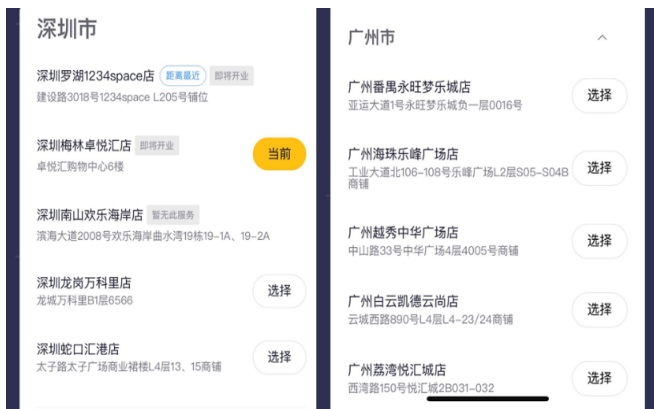 深圳市
深圳罗湖1234space店 距离最近 即将开业
建设路3018号1234space L205号铺位
深圳梅林卓悦汇店 即将开业
卓悦汇购物中心6楼
当前
深圳南山欢乐海岸店 暂无此服务
滨海大道2008号欢乐海岸曲水湾19栋19-1A、19-2A
深圳龙岗万科里店
龙城万科里B1层6566
选择
深圳蛇口汇港店
太子路太子广场商业裙楼L4层13、15商铺
选择
广州市
广州番禺永旺梦乐城店
亚运大道1号永旺梦乐城负一层0016号
选择
广州海珠乐峰广场店
工业大道北106-108号乐峰广场L2层S05-S04B
商铺
选择
广州越秀中华广场店
中山路33号中华广场4层4005号商铺
选择
广州白云凯德云尚店
云城西路890号L4层L4-23/24商铺
选择
广州荔湾悦汇城店
西湾路150号悦汇城2B031-032
选择